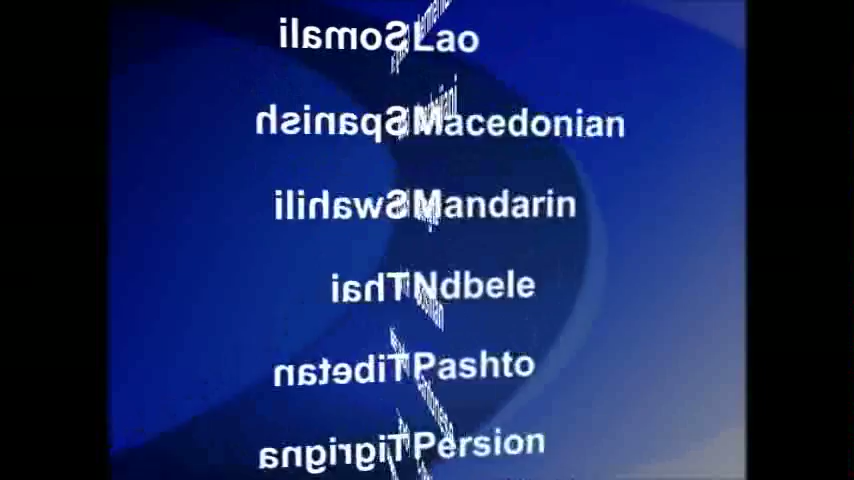 Somali Lao
Spanish Macedonian
Swahili Mandarin
Thai Ndbele
Tibetan Pashto
Tigrigna Persion